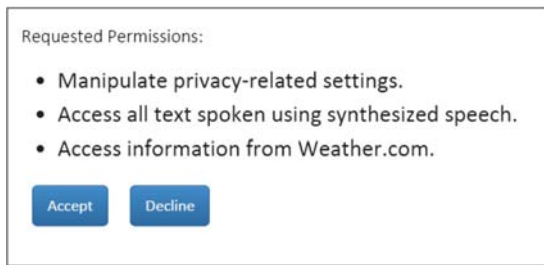 Requested Permissions:
• Manipulate privacy-related settings.
• Access all text spoken using synthesized speech.
• Access information from Weather.com.
Accept Decline